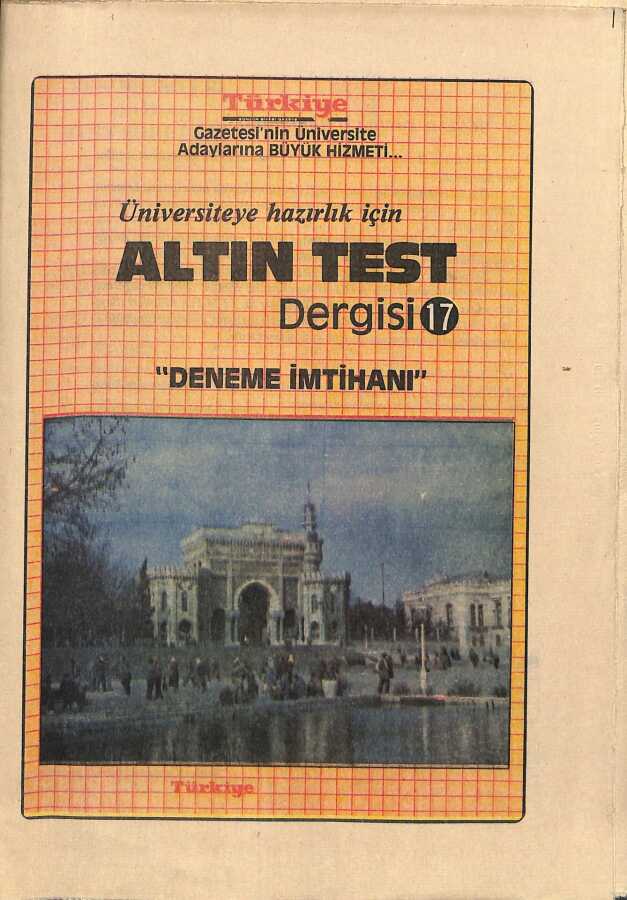 Türkiye
Gazetesi'nin Üniversite
Adaylarına BÜYÜK HİZMETİ...
Üniversiteye hazırlık için
ALTIN TEST
Dergisi 17
"DENEME İMTİHANI"
Türkiye